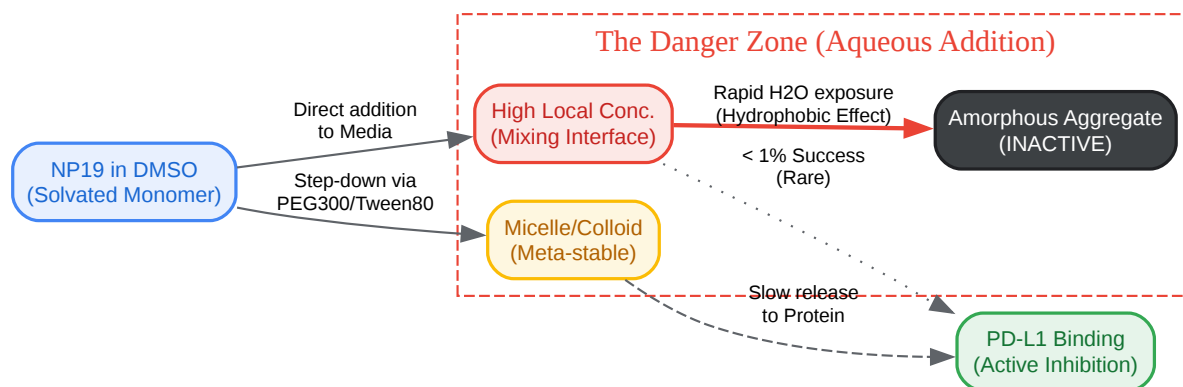 The Danger Zone (Aqueous Addition)
NP19 in DMSO
(Solvated Monomer)
Direct addition
to Media
Step-down via
PEG300/Tween80
High Local Conc.
(Mixing Interface)
Micelle/Colloid
(Meta-stable)
Rapid H2O exposure
(Hydrophobic Effect)
< 1% Success
(Rare)
Amorphous Aggregate
(INACTIVE)
Slow release
to Protein
PD-L1 Binding
(Active Inhibition)